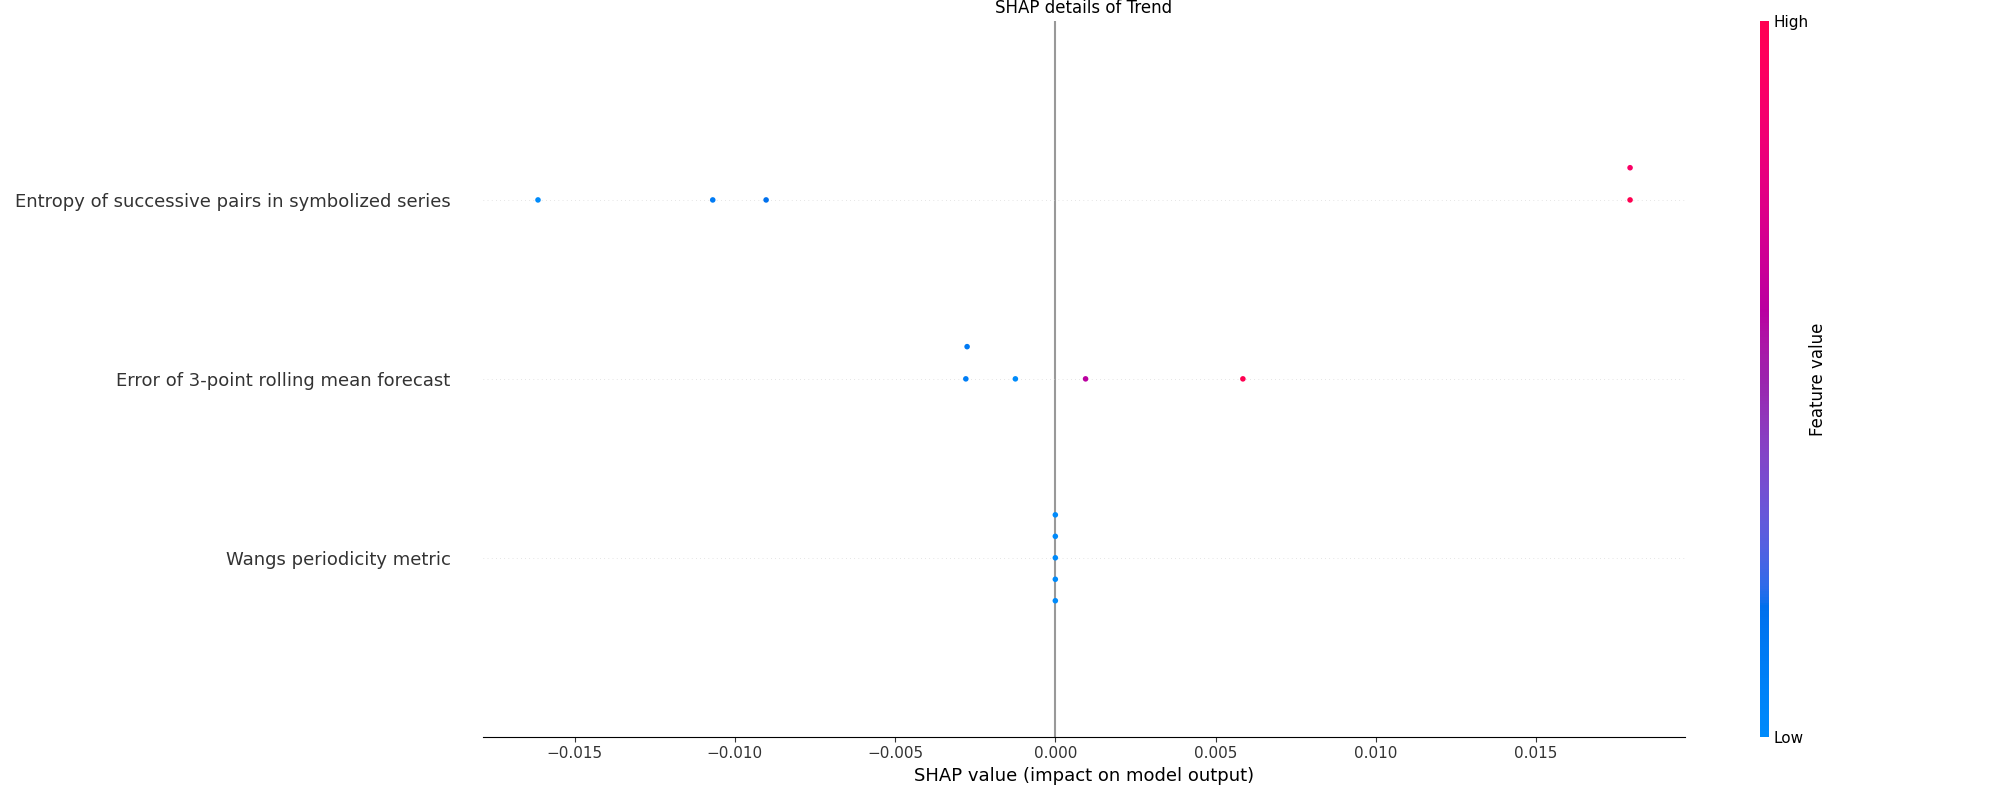 SHAP details of Trend
High
Entropy of successive pairs in symbolized series
Error of 3-point rolling mean forecast
Feature value
Wangs periodicity metric
Low
−0.015 −0.010 −0.005 0.000 0.005 0.010 0.015
SHAP value (impact on model output)